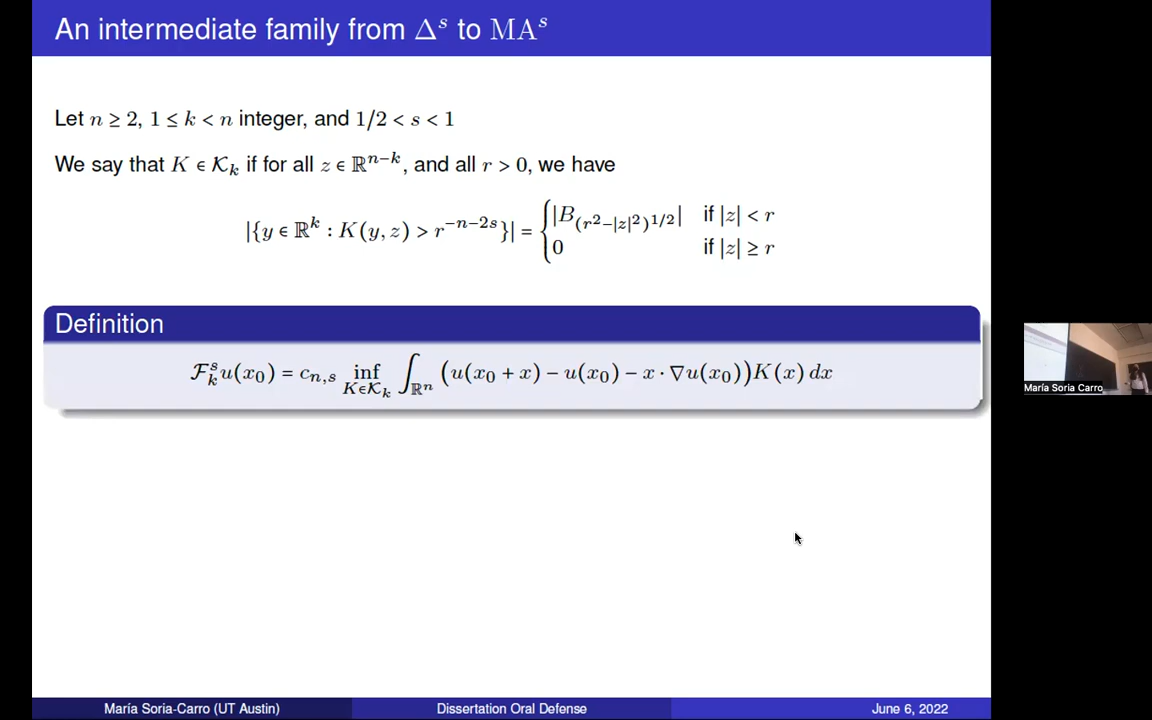 An intermediate family from Δˢ to MAˢ
Let n ≥ 2, 1 ≤ k < n integer, and 1/2 < s < 1
We say that K ∈ 𝒦ₖ if for all z ∈ ℝⁿ⁻ᵏ, and all r > 0, we have
|{y ∈ ℝᵏ : K(y, z) > r⁻ⁿ⁻²ˢ}| = { |B_{(r²−|z|²)^{1/2}}| if |z| < r
0 if |z| ≥ r
Definition
ℱₖˢu(x₀) = c_{n,s} inf_{K∈𝒦ₖ} ∫_{ℝⁿ} (u(x₀ + x) − u(x₀) − x · ∇u(x₀))K(x) dx
María Soria Carro
María Soria-Carro (UT Austin) Dissertation Oral Defense June 6, 2022